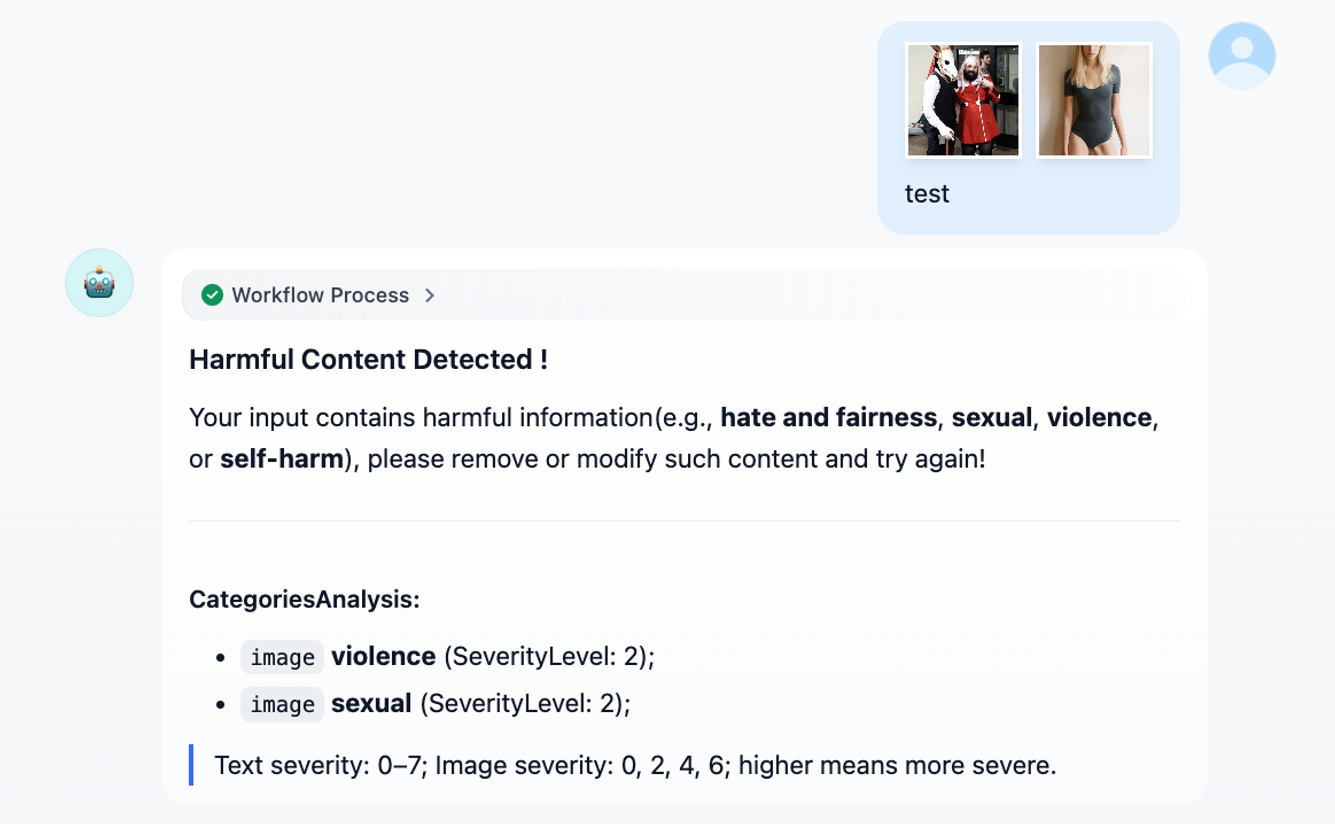 test
Workflow Process
Harmful Content Detected !
Your input contains harmful information(e.g., hate and fairness, sexual, violence,
or self-harm), please remove or modify such content and try again!
CategoriesAnalysis:
image violence (SeverityLevel: 2);
image sexual (SeverityLevel: 2);
Text severity: 0–7; Image severity: 0, 2, 4, 6; higher means more severe.